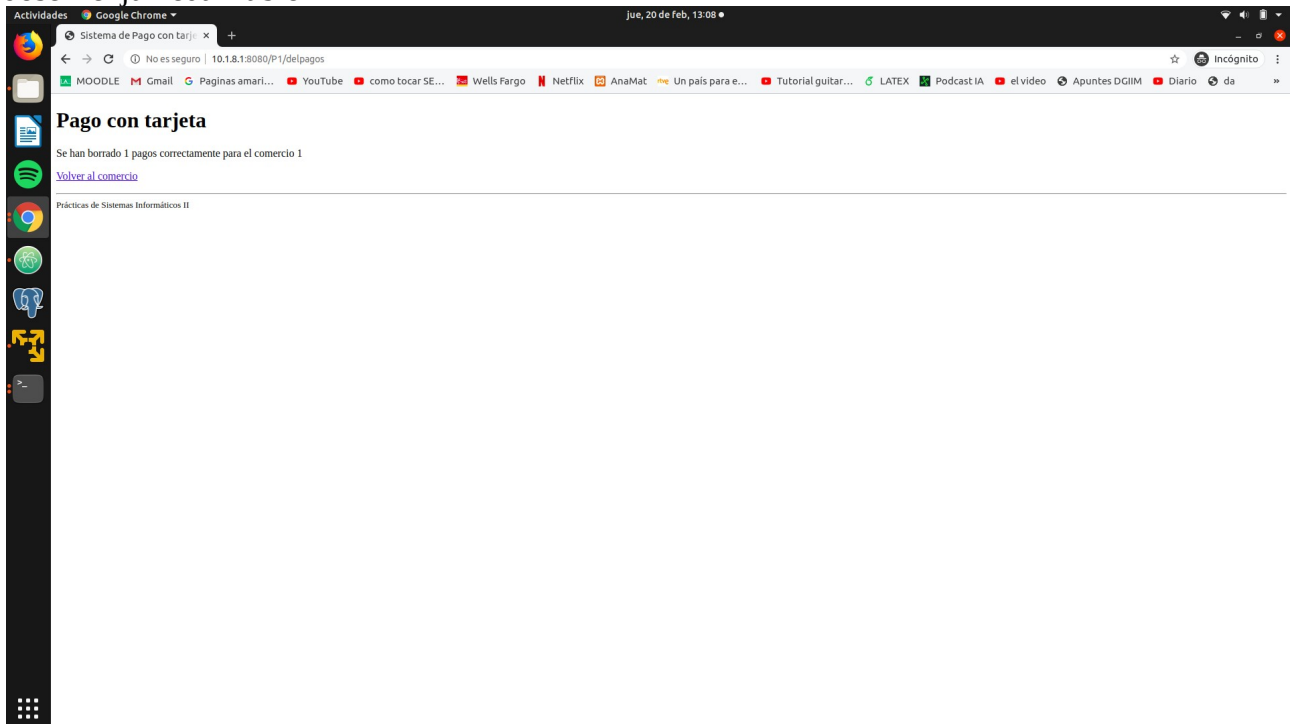 Actividades Google Chrome jue, 20 de feb, 13:08
Sistema de Pago con tarje
No es seguro | 10.1.8.1:8080/P1/delpagos Incógnito
MOODLE Gmail Paginas amari... YouTube como tocar SE... Wells Fargo Netflix AnaMat Un país para e... Tutorial guitar... LATEX Podcast IA el video Apuntes DGIIM Diario da »
Pago con tarjeta
Se han borrado 1 pagos correctamente para el comercio 1
Volver al comercio
Prácticas de Sistemas Informáticos II